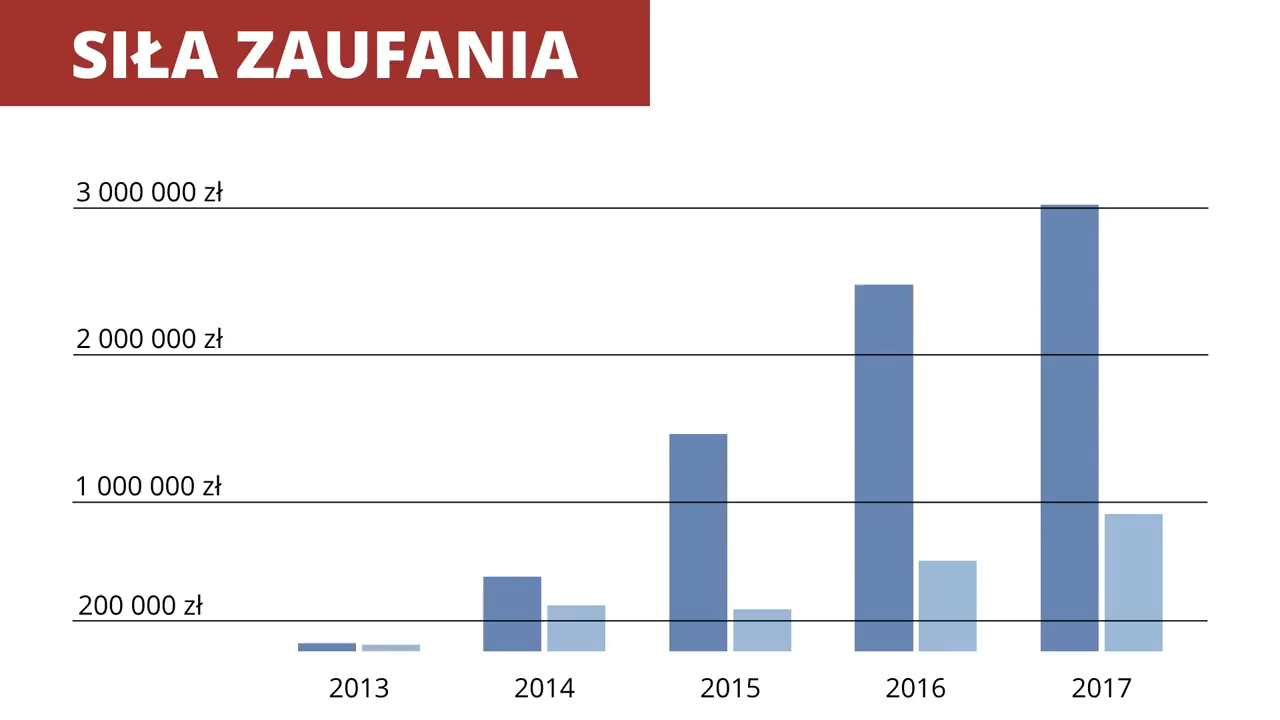 SIŁA ZAUFANIA
3 000 000 zł
2 000 000 zł
1 000 000 zł
200 000 zł
2013 2014 2015 2016 2017